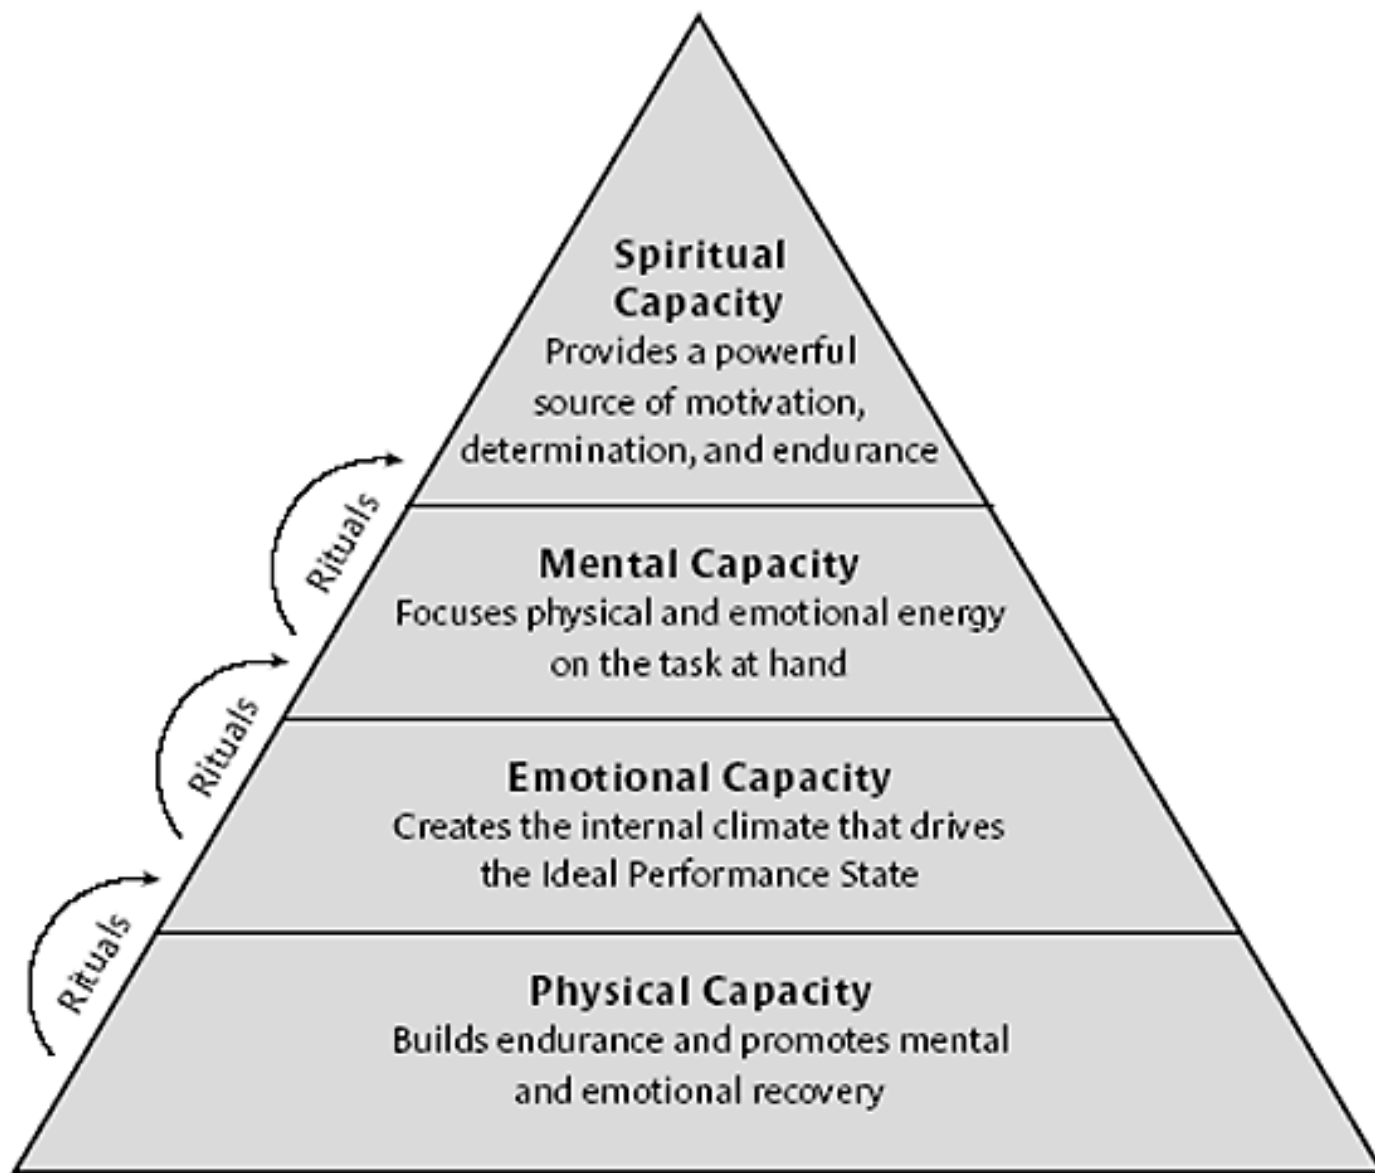 Spiritual
Capacity
Provides a powerful
source of motivation,
determination, and endurance
Rituals
Mental Capacity
Focuses physical and emotional energy
on the task at hand
Rituals
Emotional Capacity
Creates the internal climate that drives
the Ideal Performance State
Rituals
Physical Capacity
Builds endurance and promotes mental
and emotional recovery